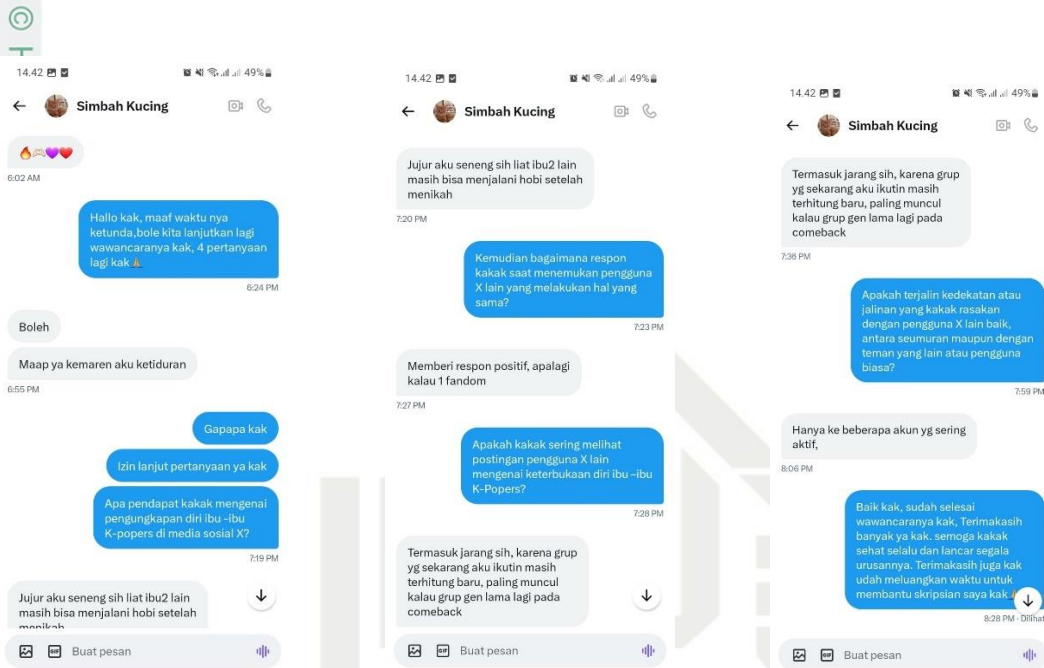 ©
14.42
49%
Simbah Kucing
6:02 AM
Hallo kak, maaf waktu nya
ketunda,bole kita lanjutkan lagi
wawancaranya kak, 4 pertanyaan
lagi kak
6:24 PM
Boleh
Maap ya kemaren aku ketiduran
6:55 PM
Gapapa kak
Izin lanjut pertanyaan ya kak
Apa pendapat kakak mengenai
pengungkapan diri ibu -ibu
K-popers di media sosial X?
7:19 PM
Jujur aku seneng sih liat ibu2 lain
masih bisa menjalani hobi setelah
menikah
Buat pesan
14.42
49%
Simbah Kucing
Jujur aku seneng sih liat ibu2 lain
masih bisa menjalani hobi setelah
menikah
7:20 PM
Kemudian bagaimana respon
kakak saat menemukan pengguna
X lain yang melakukan hal yang
sama?
7:23 PM
Memberi respon positif, apalagi
kalau 1 fandom
7:27 PM
Apakah kakak sering melihat
postingan pengguna X lain
mengenai keterbukaan diri ibu –ibu
K-Popers?
7:28 PM
Termasuk jarang sih, karena grup
yg sekarang aku ikutin masih
terhitung baru, paling muncul
kalau grup gen lama lagi pada
comeback
Buat pesan
14.42
49%
Simbah Kucing
Termasuk jarang sih, karena grup
yg sekarang aku ikutin masih
terhitung baru, paling muncul
kalau grup gen lama lagi pada
comeback
7:36 PM
Apakah terjalin kedekatan atau
jalinan yang kakak rasakan
dengan pengguna X lain baik,
antara seumuran maupun dengan
teman yang lain atau pengguna
biasa?
7:59 PM
Hanya ke beberapa akun yg sering
aktif,
8:06 PM
Baik kak, sudah selesai
wawancaranya kak, Terimakasih
banyak ya kak. semoga kakak
sehat selalu dan lancar segala
urusannya. Terimakasih juga kak
udah meluangkan waktu untuk
membantu skripsian saya kak
8:28 PM · Dilihat
Buat pesan